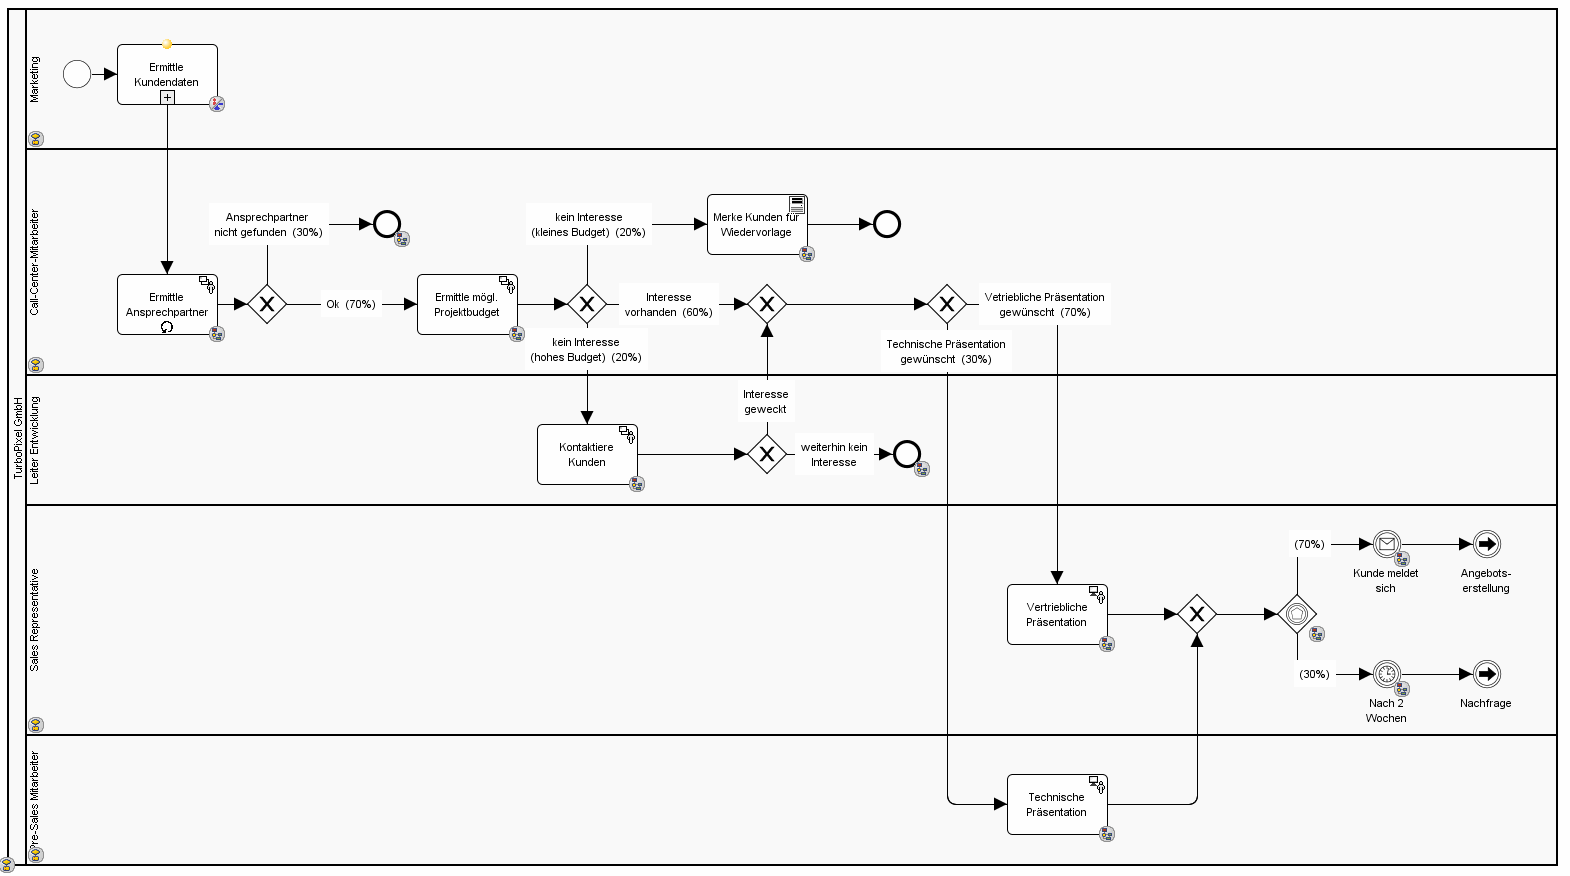 TurboPixel GmbH
Marketing
Ermittle
Kundendaten
Call-Center-Mitarbeiter
Ansprechpartner
nicht gefunden (30%)
Ermittle
Ansprechpartner
Ok (70%)
Ermittle mögl.
Projektbudget
kein Interesse
(kleines Budget) (20%)
Merke Kunden für
Wiedervorlage
Interesse
vorhanden (60%)
kein Interesse
(hohes Budget) (20%)
Vetriebliche Präsentation
gewünscht (70%)
Technische Präsentation
gewünscht (30%)
Leiter Entwicklung
Interesse
geweckt
Kontaktiere
Kunden
weiterhin kein
Interesse
Sales Representative
Vertriebliche
Präsentation
(70%)
Kunde meldet
sich
Angebots-
erstellung
(30%)
Nach 2
Wochen
Nachfrage
Pre-Sales Mitarbeiter
Technische
Präsentation